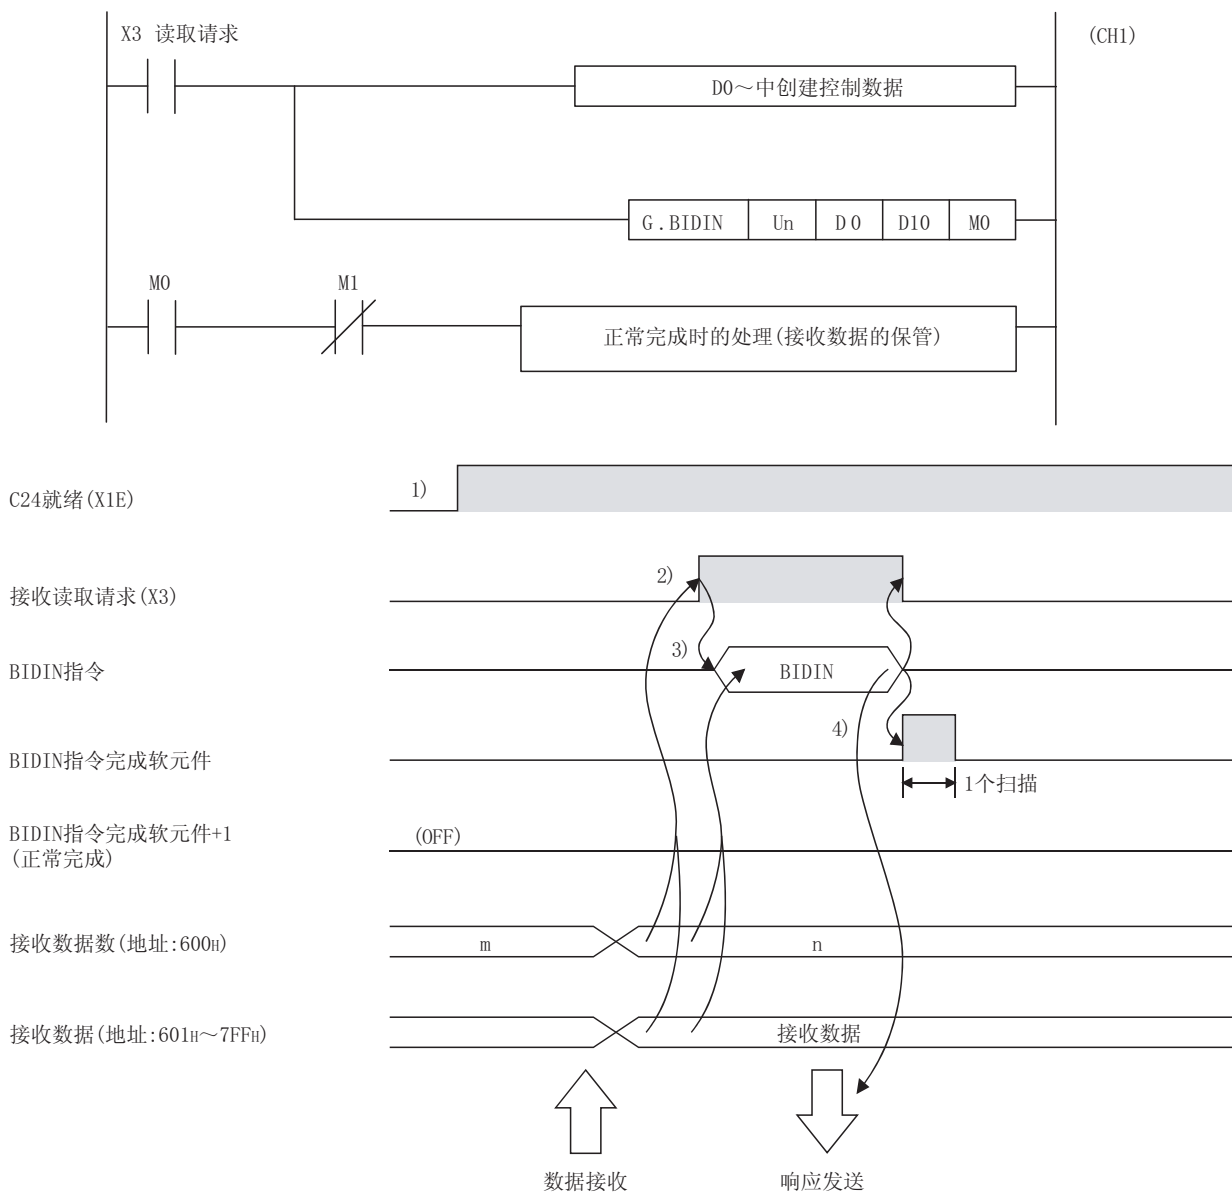 X3 读取请求
(CH1)
D0～中创建控制数据
G.BIDIN Un D0 D10 M0
M0 M1
正常完成时的处理(接收数据的保管)
C24就绪(X1E)
1)
接收读取请求(X3)
2)
BIDIN指令
3)
BIDIN
BIDIN指令完成软元件
4)
1个扫描
BIDIN指令完成软元件+1
(正常完成)
(OFF)
接收数据数(地址:600H)
m
n
接收数据(地址:601H～7FFH)
接收数据
数据接收
响应发送